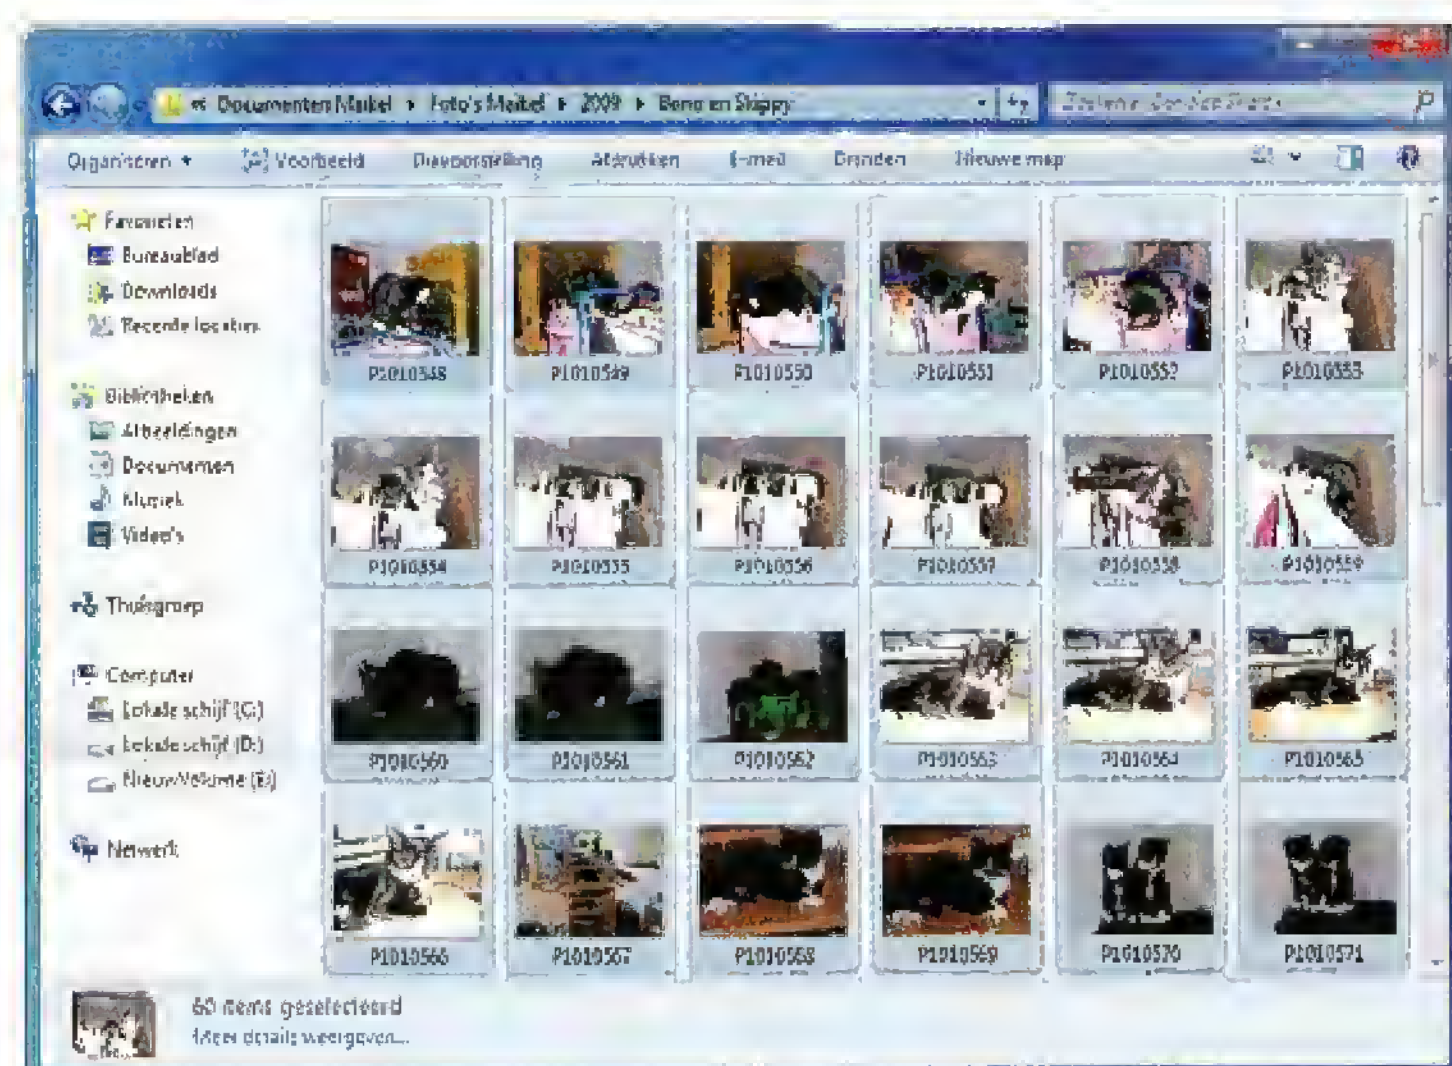 « Documenten Maikel ▸ Foto's Maikel ▸ 2009 ▸ Bong en Skippy
Organiseren Voorbeeld Diavoorstelling Afdrukken E-mail Branden Nieuwe map
Favorieten
Bureaublad
Downloads
Recente locaties
Bibliotheken
Afbeeldingen
Documenten
Muziek
Video's
Thuisgroep
Computer
Lokale schijf (C:)
Lokale schijf (D:)
Nieuw Volume (E:)
Netwerk
P1010548 P1010549 P1010550 P1010551 P1010552 P1010553
P1010554 P1010555 P1010556 P1010557 P1010558 P1010559
P1010560 P1010561 P1010562 P1010563 P1010564 P1010565
P1010566 P1010567 P1010568 P1010569 P1010570 P1010571
60 items geselecteerd
Meer details weergeven...